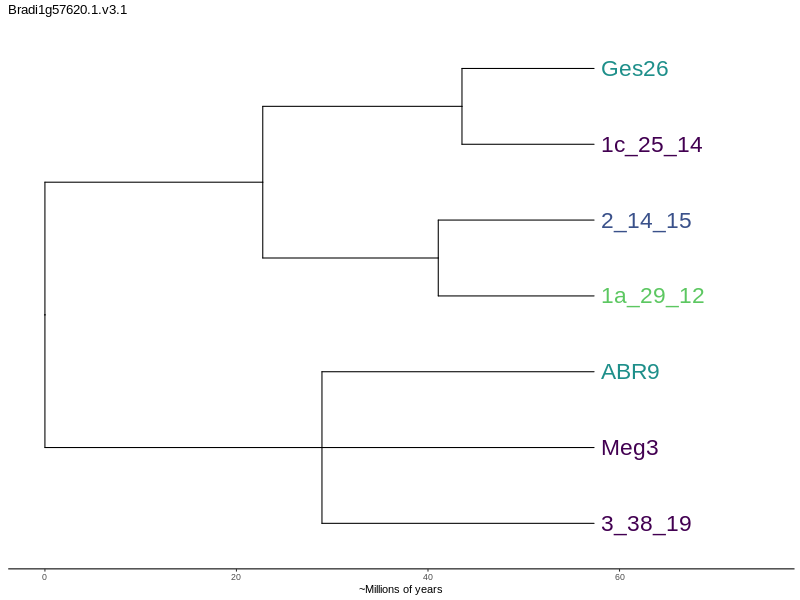 Bradi1g57620.1.v3.1
Ges26
1c_25_14
2_14_15
1a_29_12
ABR9
Meg3
3_38_19
0 20 40 60
~Millions of years